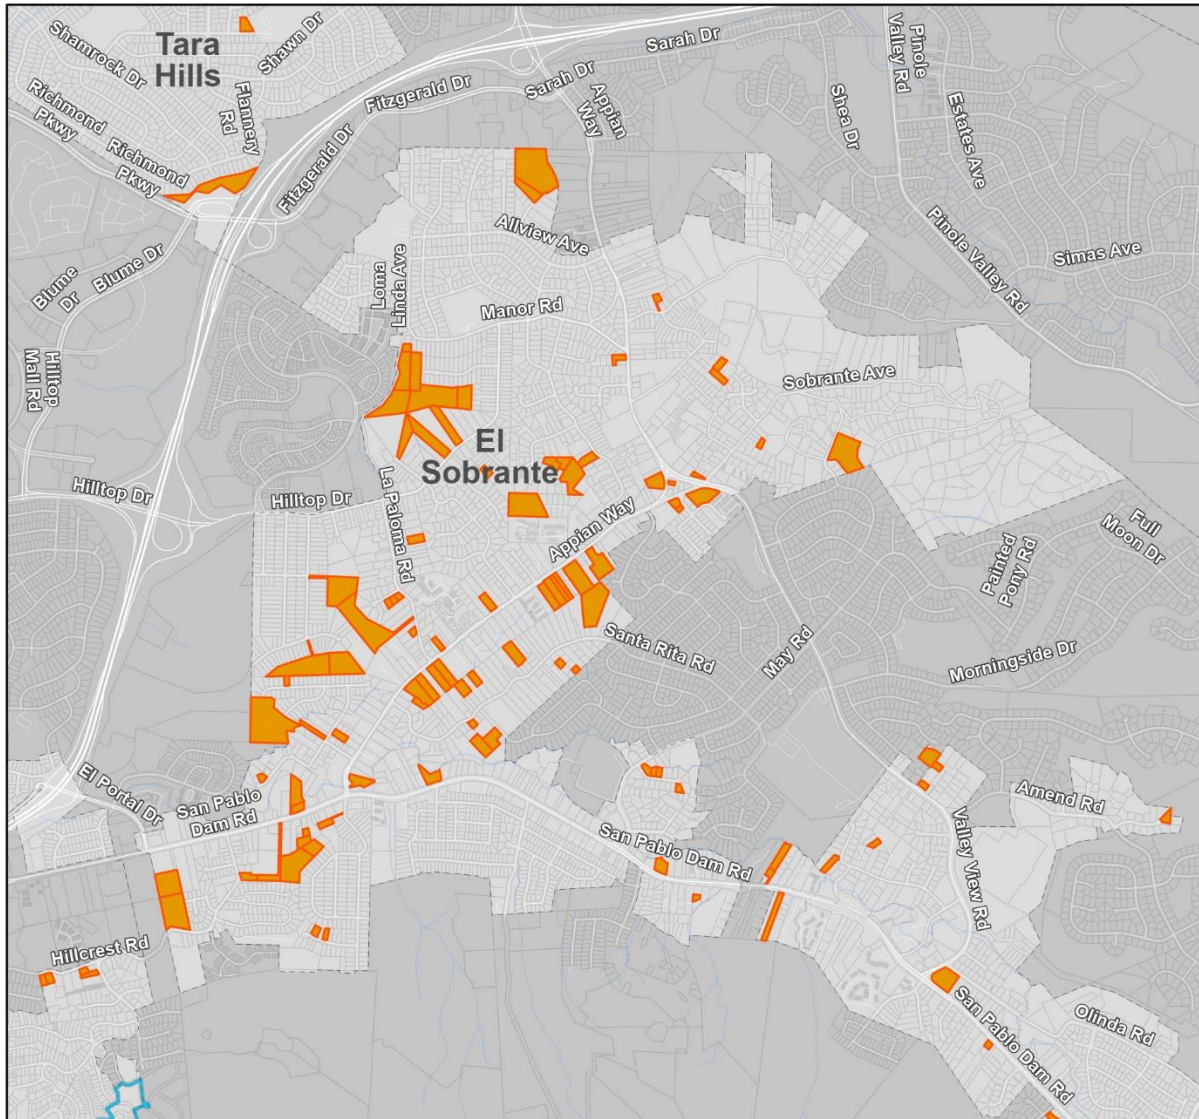 Tara
Hills
Shamrock Dr
Shawn Dr
Flannery
Rd
Richmond
Pkwy
Richmond
Pkwy
Fitzgerald Dr
Fitzgerald Dr
Sarah Dr
Sarah Dr
Appian
Way
Shea Dr
Pinole
Valley Rd
Pinole
Estates Ave
Simas Ave
Pinole Valley Rd
Allview Ave
Blume
Dr
Blume Dr
Loma
Linda Ave
Manor Rd
Hilltop
Mall Rd
Sobrante Ave
El
Sobrante
Hilltop Dr
Hilltop Dr
La Paloma Rd
Appian Way
Full
Moon Dr
Painted
Pony Rd
Santa Rita Rd
May Rd
Morningside Dr
El Portal Dr
San Pablo
Dam Rd
San Pablo Dam Rd
Amend Rd
Valley View Rd
Hillcrest Rd
San Pablo Dam Rd
Olinda Rd